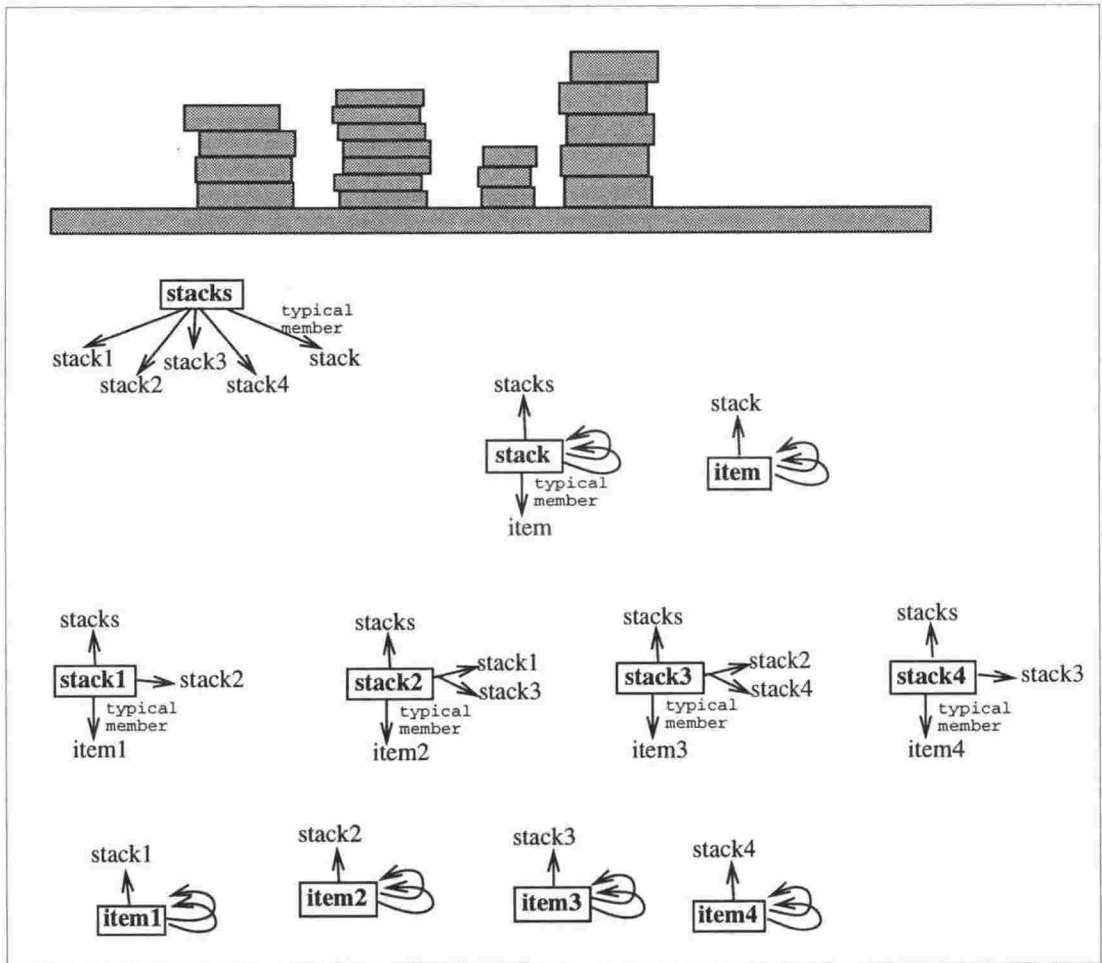 stacks
typical
member
stack1
stack2
stack3
stack4
stack
stacks
stack
typical
member
item
stack
item
stacks
stack1
stack2
typical
member
item1
stacks
stack2
stack1
stack3
typical
member
item2
stacks
stack3
stack2
stack4
typical
member
item3
stacks
stack4
stack3
typical
member
item4
stack1
item1
stack2
item2
stack3
item3
stack4
item4